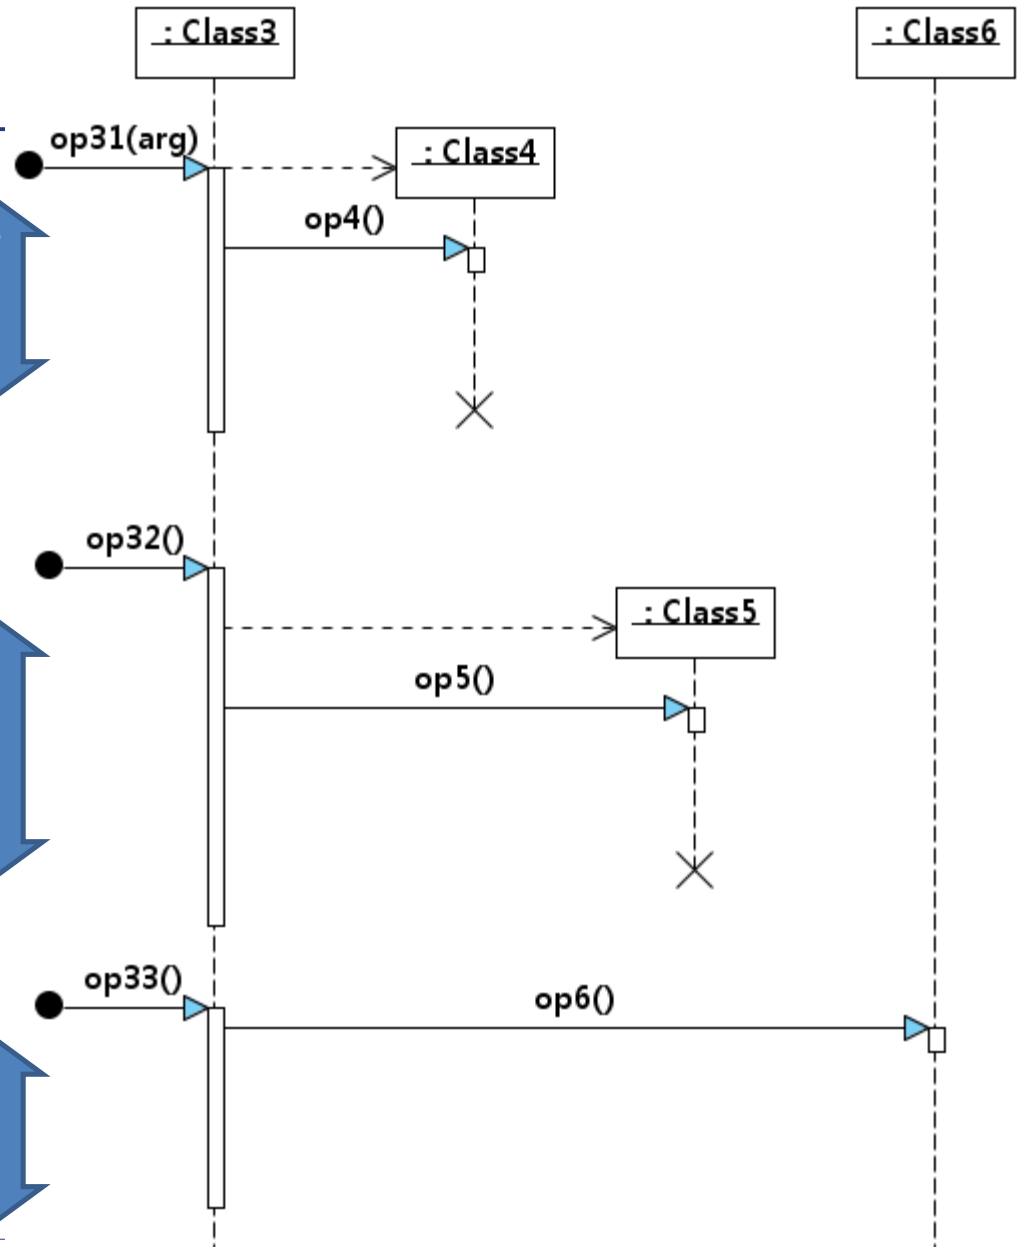 : Class3
: Class6
op31(arg)
: Class4
op4()
op32()
: Class5
op5()
op33()
op6()